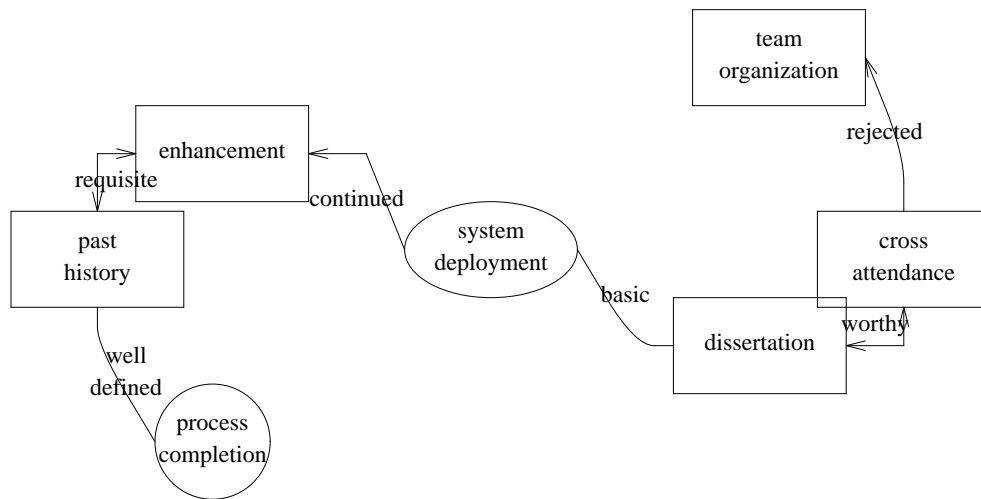 team
organization
rejected
enhancement
requisite
continued
past
history
system
deployment
cross
attendance
basic
worthy
dissertation
well
defined
process
completion